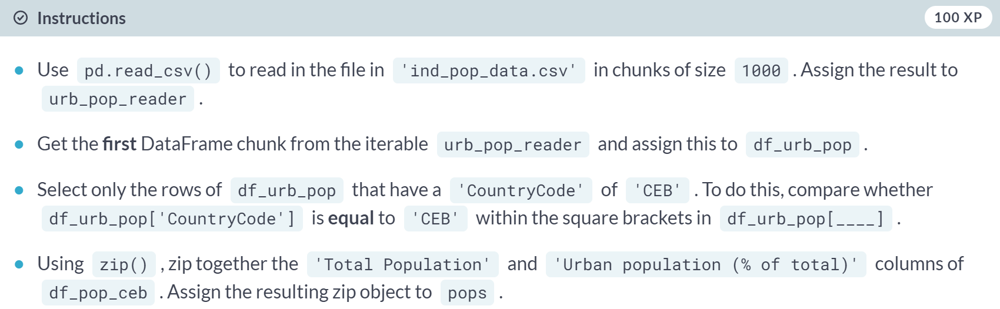 Instructions
100 XP
Use pd.read_csv() to read in the file in 'ind_pop_data.csv' in chunks of size 1000 . Assign the result to
urb_pop_reader .
Get the first DataFrame chunk from the iterable urb_pop_reader and assign this to df_urb_pop .
Select only the rows of df_urb_pop that have a 'CountryCode' of 'CEB' . To do this, compare whether
df_urb_pop['CountryCode'] is equal to 'CEB' within the square brackets in df_urb_pop[____] .
Using zip() , zip together the 'Total Population' and 'Urban population (% of total)' columns of
df_pop_ceb . Assign the resulting zip object to pops .